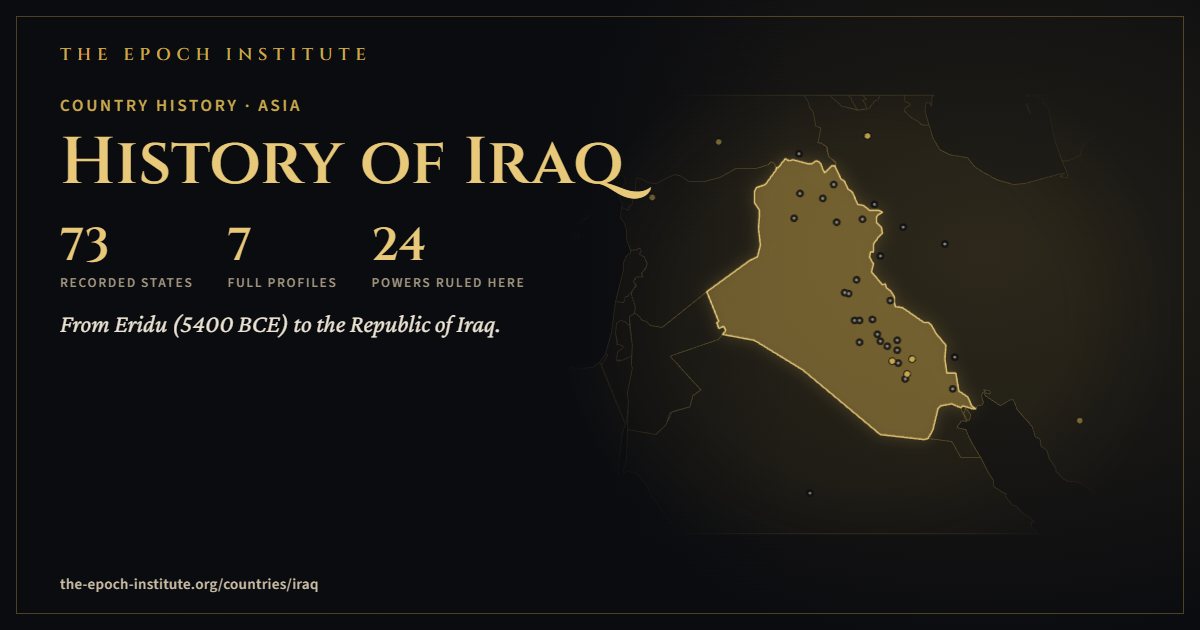 THE EPOCH INSTITUTE
COUNTRY HISTORY · ASIA
HISTORY OF IRAQ
73 7 24
RECORDED STATES FULL PROFILES POWERS RULED HERE
From Eridu (5400 BCE) to the Republic of Iraq.
the-epoch-institute.org/countries/iraq